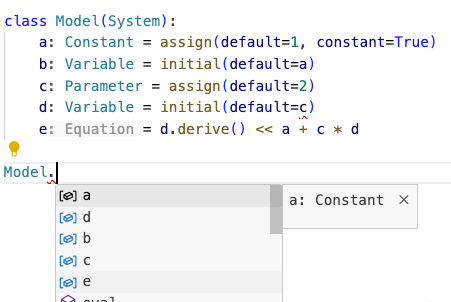 class Model(System):
    a: Constant = assign(default=1, constant=True)
    b: Variable = initial(default=a)
    c: Parameter = assign(default=2)
    d: Variable = initial(default=c)
    e: Equation = d.derive() << a + c * d
Model.
a
a: Constant ×
d
b
c
e
eval